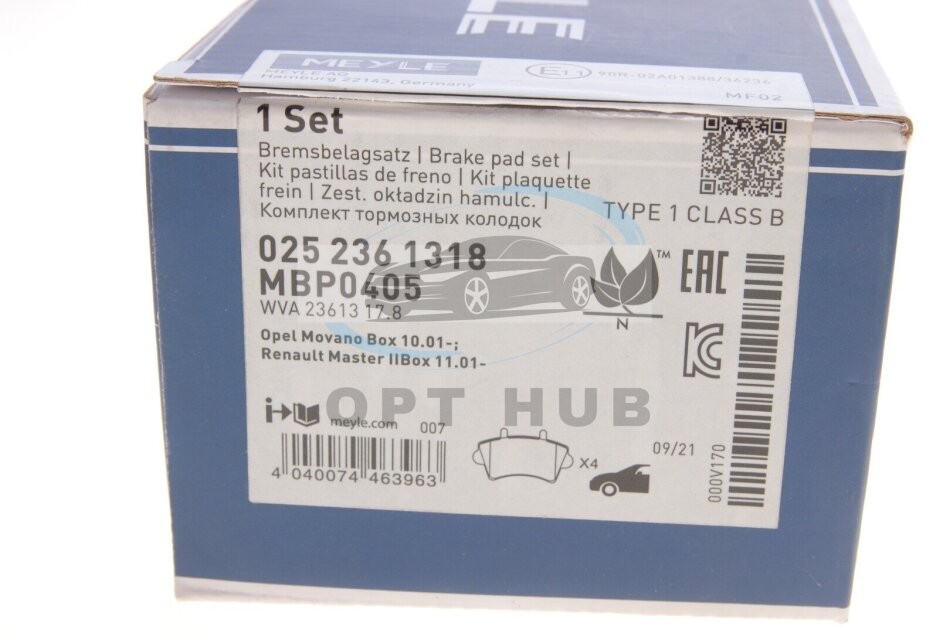 LE
MEYLE
MEYLE AG
Hamburg 22143, Germany
E11 90R-02A01388/36236
MF02
1 Set
Bremsbelagsatz | Brake pad set |
Kit pastillas de freno | Kit plaquette
frein | Zest. okładzin hamulc. |
Комплект тормозных колодок
TYPE 1 CLASS B
025 236 1318
MBP0405
WVA 23613 17.8
TM
N
EAC
Opel Movano Box 10.01-;
Renault Master IIBox 11.01-
OPT HUB
meyle.com 007
4 040074 463963
X4
09/21
000V170